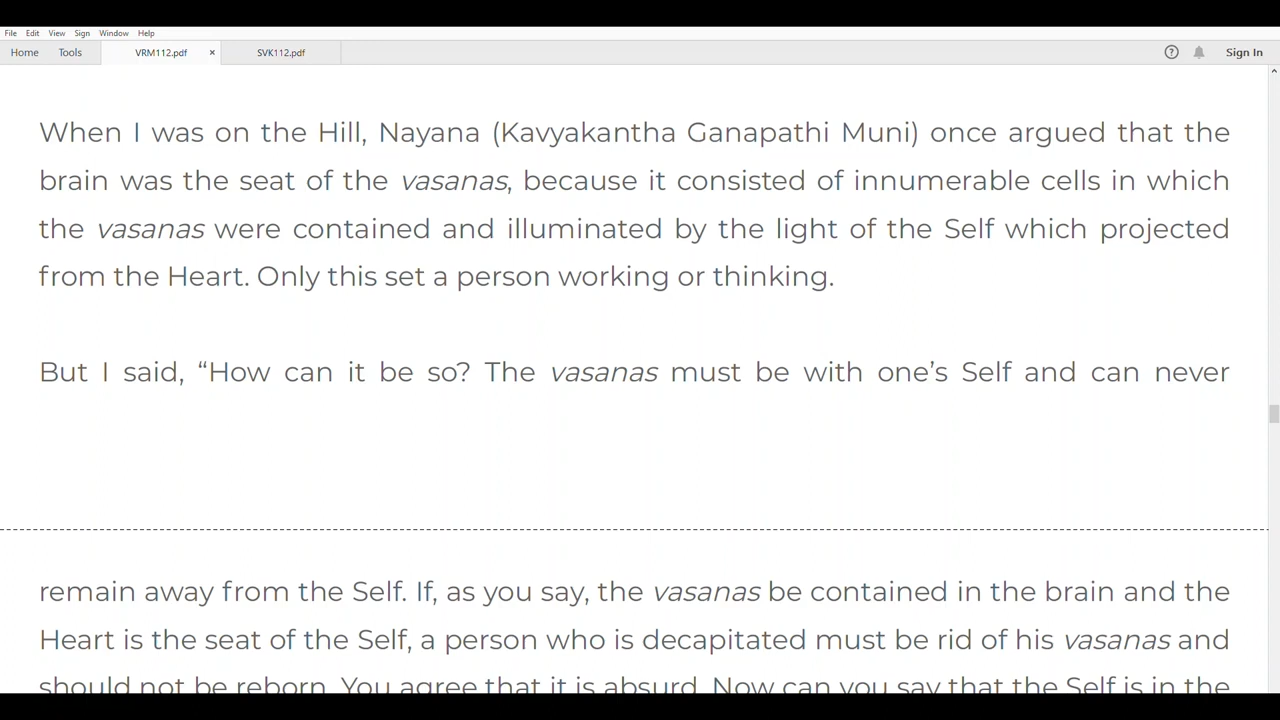 File Edit View Sign Window Help
Home Tools VRM112.pdf × SVK112.pdf ? Sign In
When I was on the Hill, Nayana (Kavyakantha Ganapathi Muni) once argued that the
brain was the seat of the vasanas, because it consisted of innumerable cells in which
the vasanas were contained and illuminated by the light of the Self which projected
from the Heart. Only this set a person working or thinking.
But I said, “How can it be so? The vasanas must be with one’s Self and can never
remain away from the Self. If, as you say, the vasanas be contained in the brain and the
Heart is the seat of the Self, a person who is decapitated must be rid of his vasanas and
should not be reborn. You agree that it is absurd. Now can you say that the Self is in the